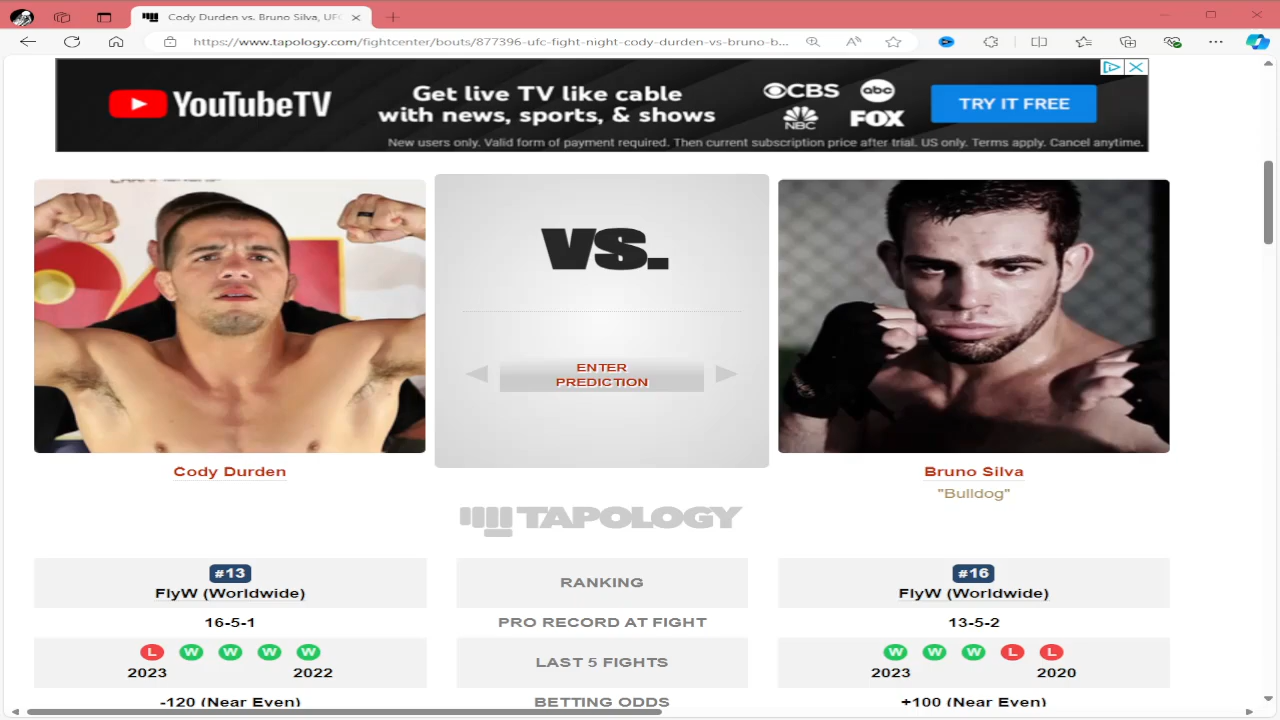 Cody Durden vs. Bruno Silva, UFC
https://www.tapology.com/fightcenter/bouts/877396-ufc-fight-night-cody-durden-vs-bruno-b...
YouTubeTV
Get live TV like cable
with news, sports, & shows
CBS
abc
NBC
FOX
TRY IT FREE
New users only. Valid form of payment required. Then current subscription price after trial. US only. Terms apply. Cancel anytime.
VS.
ENTER
PREDICTION
Cody Durden
Bruno Silva
"Bulldog"
TAPOLOGY
#13
FlyW (Worldwide)
RANKING
#16
FlyW (Worldwide)
16-5-1
PRO RECORD AT FIGHT
13-5-2
L W W W W
2023 2022
LAST 5 FIGHTS
W W W L L
2023 2020
-120 (Near Even)
BETTING ODDS
+100 (Near Even)